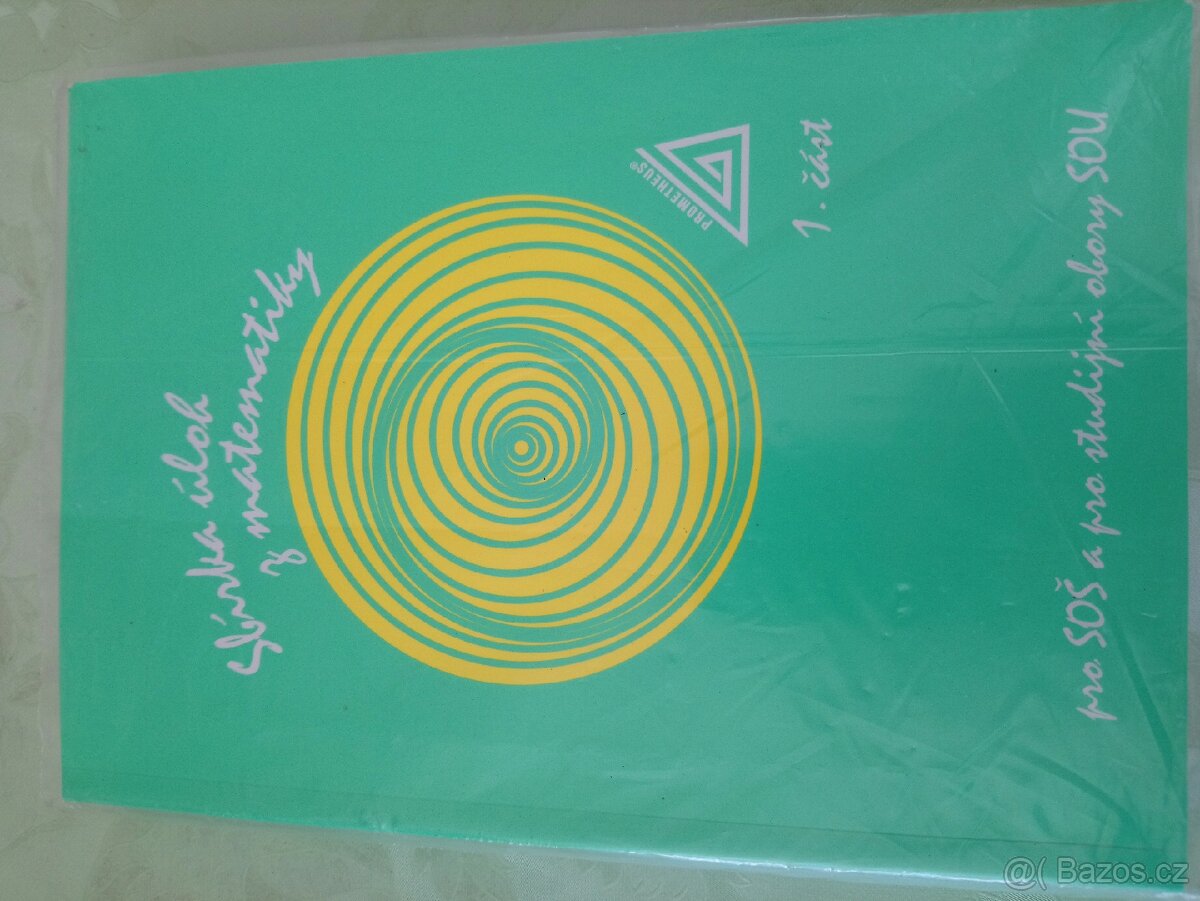 Sbírka úloh
z matematiky
PROMETHEUS®
1. část
pro SOŠ a pro studijní obory SOU
@( Bazos.cz